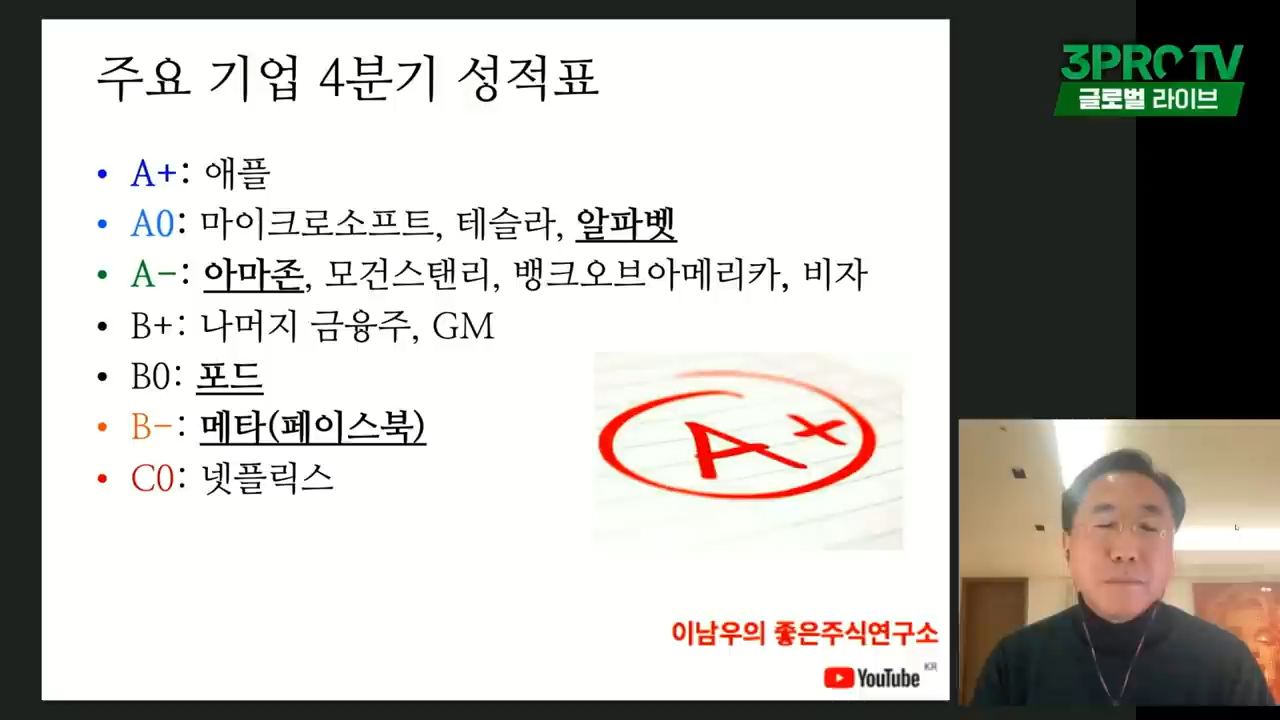 주요 기업 4분기 성적표
• A+: 애플
• A0: 마이크로소프트, 테슬라, 알파벳
• A-: 아마존, 모건스탠리, 뱅크오브아메리카, 비자
• B+: 나머지 금융주, GM
• B0: 포드
• B-: 메타(페이스북)
• C0: 넷플릭스
A+
이남우의 좋은주식연구소
YouTube KR
3PRO TV
글로벌 라이브